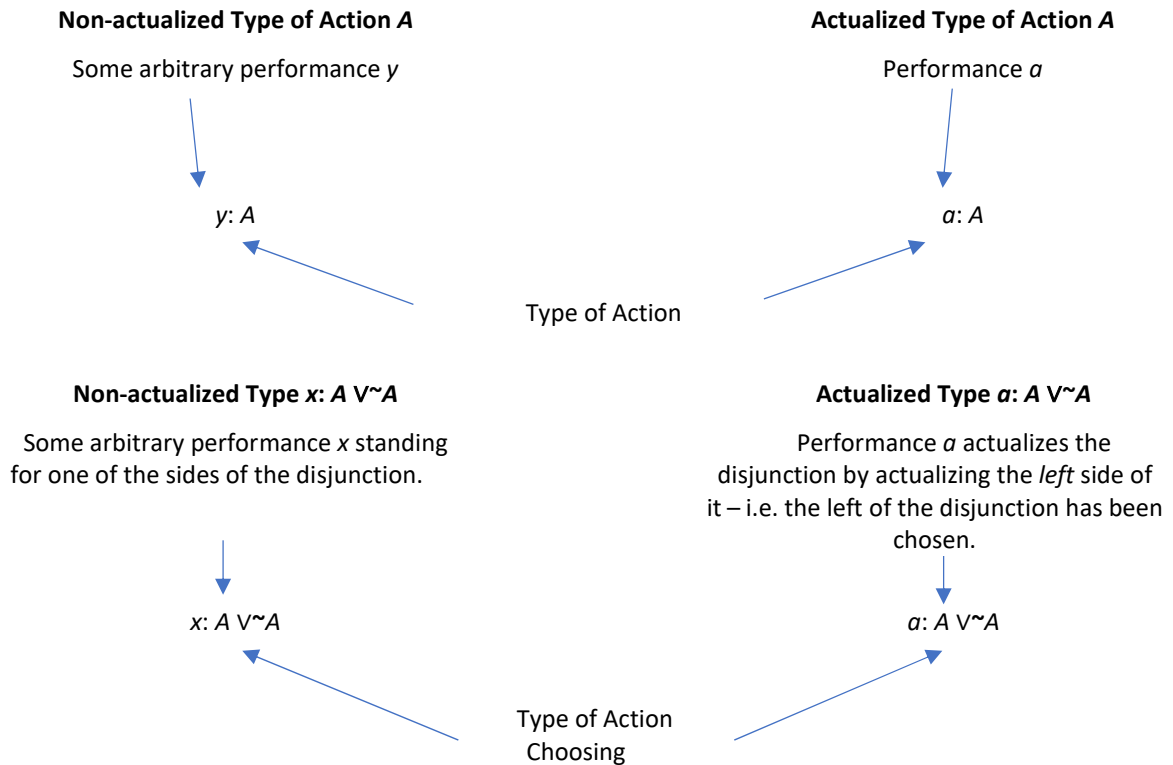 Non-actualized Type of Action A
Actualized Type of Action A
Some arbitrary performance y
Performance a
y: A
a: A
Type of Action
Non-actualized Type x: A ∨~A
Actualized Type a: A ∨~A
Some arbitrary performance x standing
for one of the sides of the disjunction.
Performance a actualizes the
disjunction by actualizing the left side of
it – i.e. the left of the disjunction has been
chosen.
x: A ∨~A
a: A ∨~A
Type of Action
Choosing